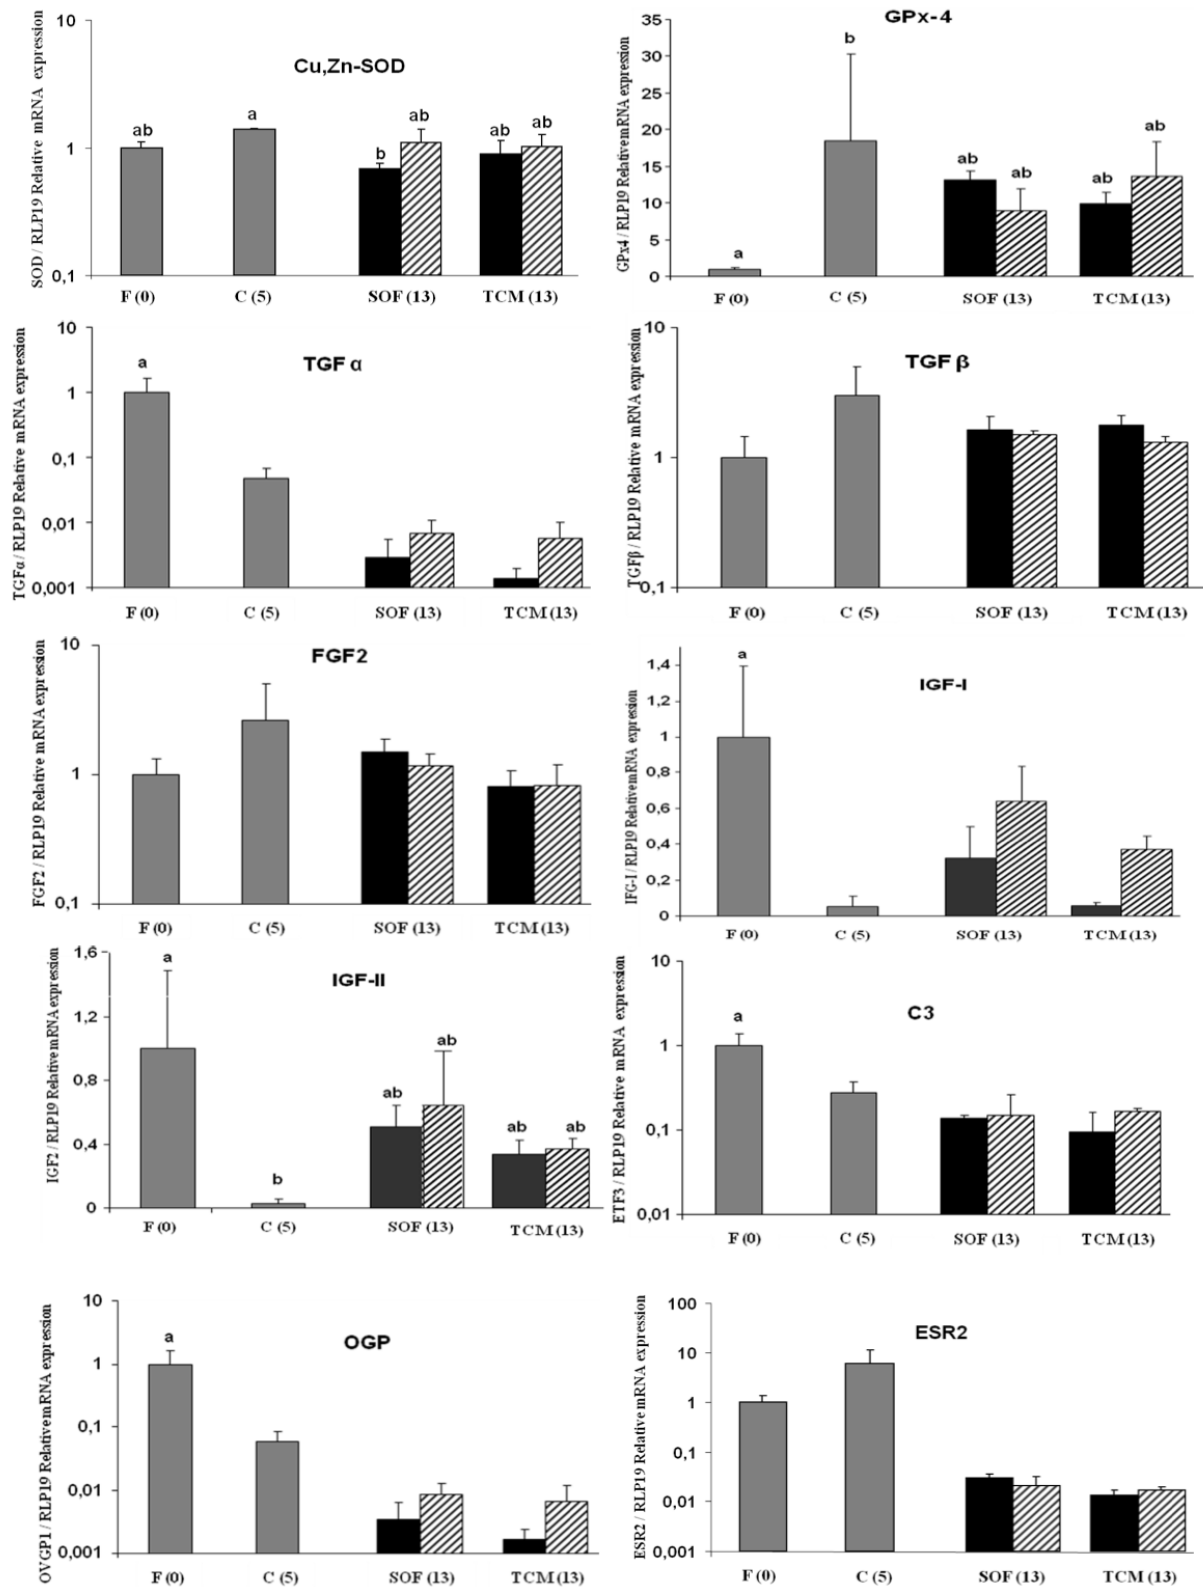 Cu,Zn-SOD
SOD / RLP19 Relative mRNA expression
10
1
0,1
ab
a
b
ab
ab
ab
F (0) C (5) SOF (13) TCM (13)
GPx-4
GPx4 / RLP19 Relative mRNA expression
35
30
25
20
15
10
5
0
a
b
ab
ab
ab
ab
F (0) C (5) SOF (13) TCM (13)
TGF α
TGFα / RLP19 Relative mRNA expression
10
1
0,1
0,01
0,001
a
F (0) C (5) SOF (13) TCM (13)
TGF β
TGFβ / RLP19 Relative mRNA expression
10
1
0,1
F (0) C (5) SOF (13) TCM (13)
FGF2
FGF2 / RLP19 Relative mRNA expression
10
1
0,1
F (0) C (5) SOF (13) TCM (13)
IGF-I
IFG-I / RLP19 Relative mRNA expression
1,4
1,2
1
0,8
0,6
0,4
0,2
0
a
F (0) C (5) SOF (13) TCM (13)
IGF-II
IGF2 / RLP19 Relative mRNA expression
1,6
1,2
0,8
0,4
0
a
b
ab
ab
ab
ab
F (0) C (5) SOF (13) TCM (13)
C3
ETF3 / RLP19 Relative mRNA expression
10
1
0,1
0,01
a
F (0) C (5) SOF (13) TCM (13)
OGP
OVGP1 / RLP19 Relative mRNA expression
10
1
0,1
0,01
0,001
a
F (0) C (5) SOF (13) TCM (13)
ESR2
ESR2 / RLP19 Relative mRNA expression
100
10
1
0,1
0,01
0,001
F (0) C (5) SOF (13) TCM (13)